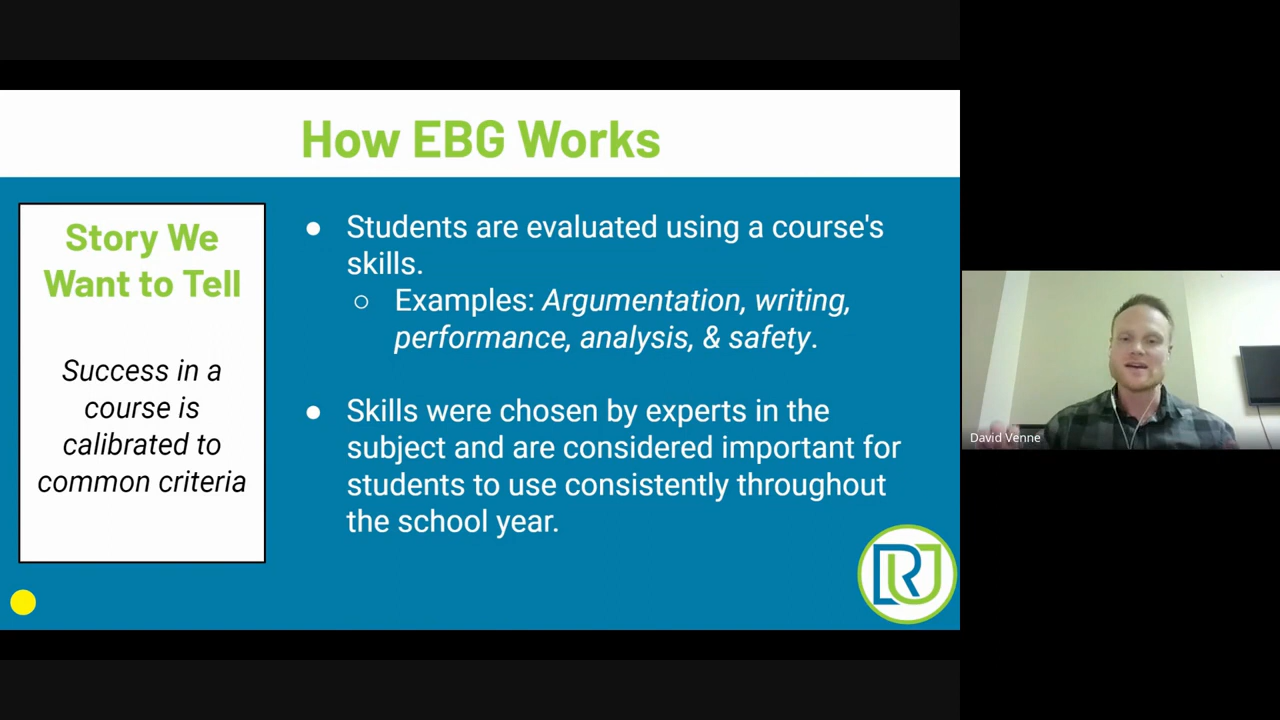 How EBG Works
Story We
Want to Tell
Success in a
course is
calibrated to
common criteria
● Students are evaluated using a course's
skills.
○ Examples: Argumentation, writing,
performance, analysis, & safety.
● Skills were chosen by experts in the
subject and are considered important for
students to use consistently throughout
the school year.
RU
David Venne